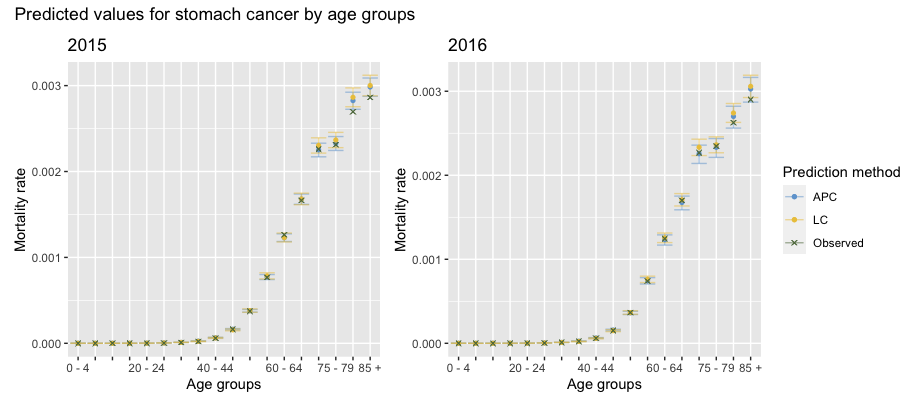 Predicted values for stomach cancer by age groups
2015
Mortality rate
0.003
0.002
0.001
0.000
0 - 4
20 - 24
40 - 44
60 - 64
75 - 79
85 +
Age groups
2016
Mortality rate
0.003
0.002
0.001
0.000
0 - 4
20 - 24
40 - 44
60 - 64
75 - 79
85 +
Age groups
Prediction method
APC
LC
Observed